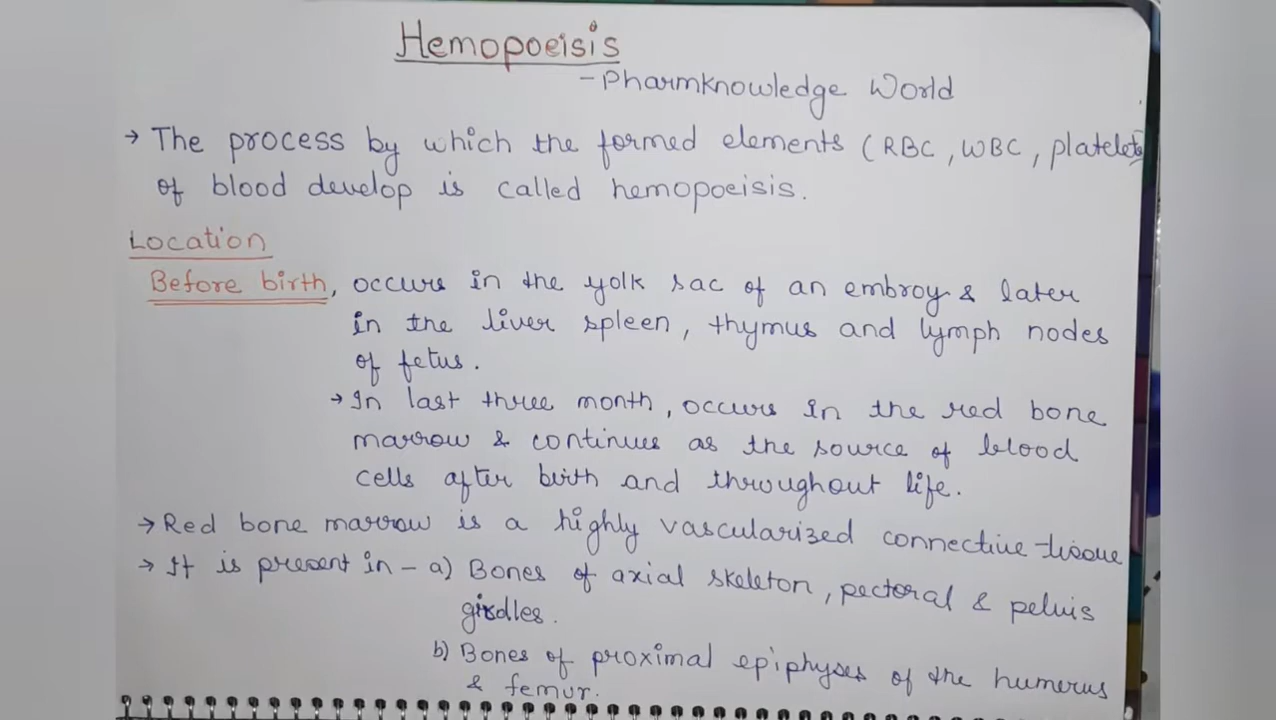 Hemopoeisis
-Pharmknowledge World
→ The process by which the formed elements (RBC, WBC, platelets
of blood develop is called hemopoeisis.
Location
Before birth, occurs in the yolk sac of an embroy & later
in the liver spleen, thymus and lymph nodes
of fetus.
→ In last three month, occurs in the red bone
marrow & continues as the source of blood
cells after birth and throughout life.
→ Red bone marrow is a highly vascularized connective tissue
→ It is present in - a) Bones of axial skeleton, pectoral & pelvis
girdles.
b) Bones of proximal epiphyses of the humerus
& femur.